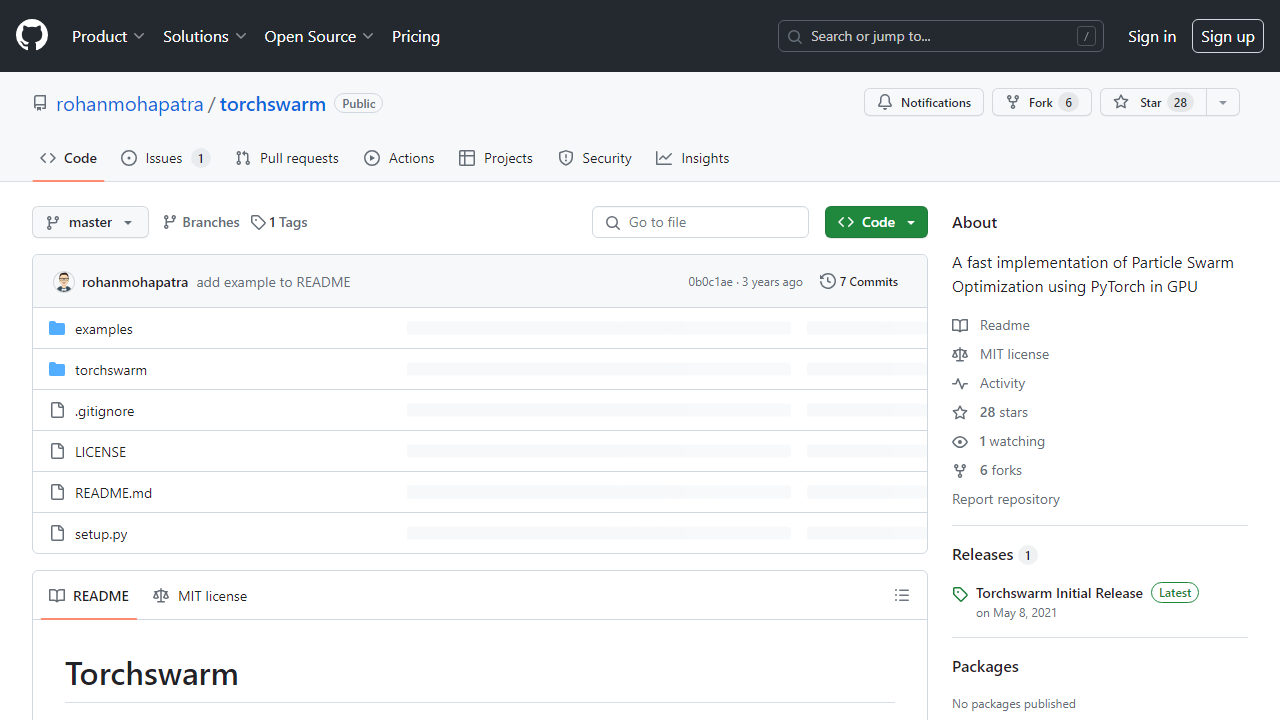 Product Solutions Open Source Pricing Search or jump to... / Sign in Sign up
rohanmohapatra / torchswarm Public Notifications Fork 6 Star 28
Code Issues 1 Pull requests Actions Projects Security Insights
master Branches 1 Tags Go to file Code
rohanmohapatra add example to README 0b0c1ae · 3 years ago 7 Commits
examples
torchswarm
.gitignore
LICENSE
README.md
setup.py
README MIT license
Torchswarm
About
A fast implementation of Particle Swarm
Optimization using PyTorch in GPU
Readme
MIT license
Activity
28 stars
1 watching
6 forks
Report repository
Releases 1
Torchswarm Initial Release Latest
on May 8, 2021
Packages
No packages published